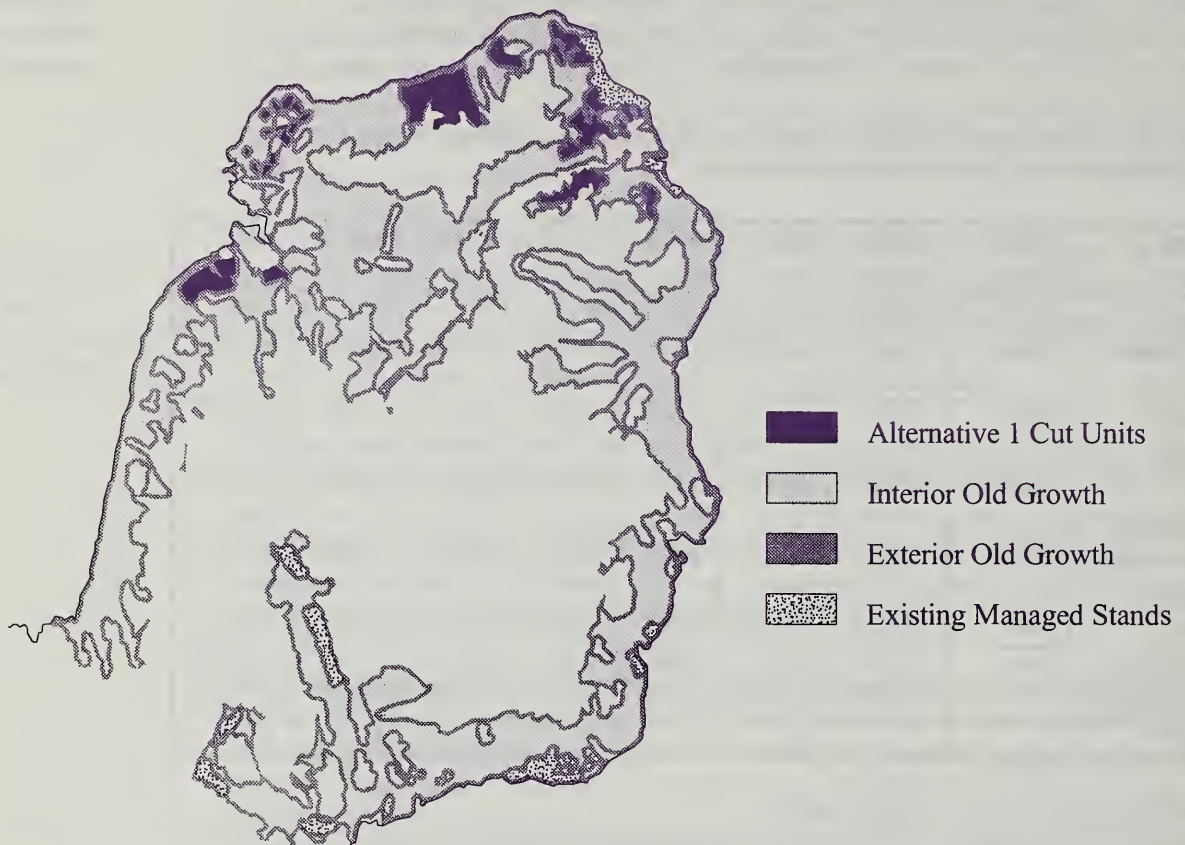 Alternative 1 Cut Units
Interior Old Growth
Exterior Old Growth
Existing Managed Stands